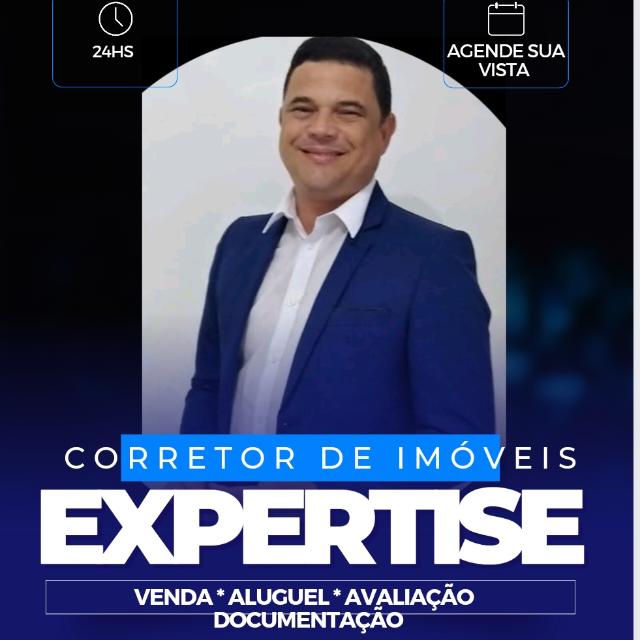 24HS
AGENDE SUA
VISTA
CORRETOR DE IMÓVEIS
EXPERTISE
VENDA * ALUGUEL * AVALIAÇÃO
DOCUMENTAÇÃO